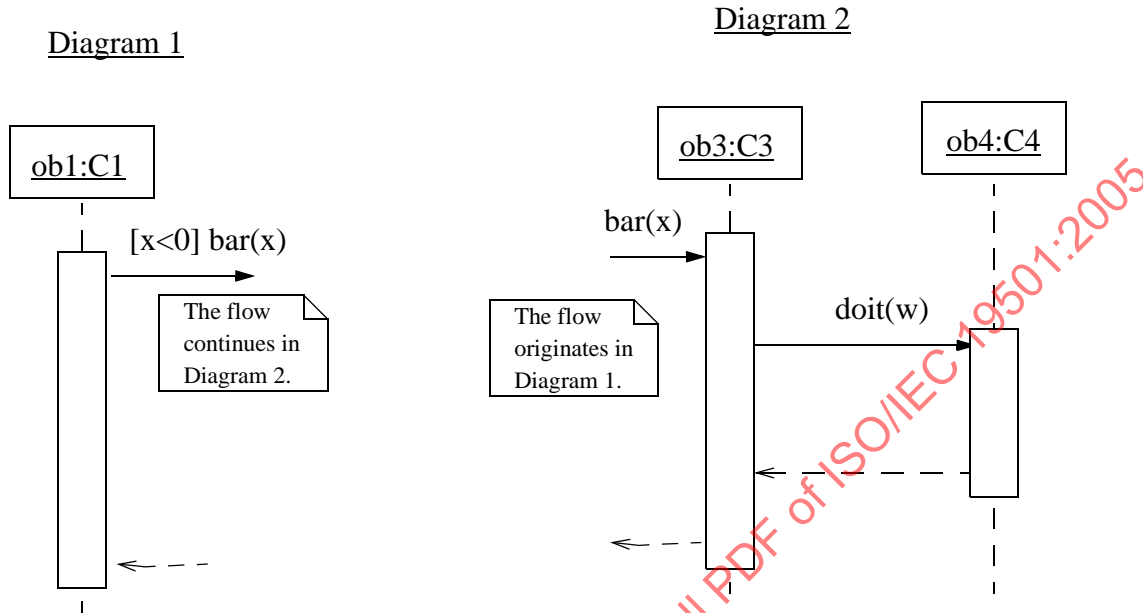 Diagram 1
ob1:C1
[x<0] bar(x)
The flow
continues in
Diagram 2.
Diagram 2
ob3:C3
ob4:C4
bar(x)
The flow
originates in
Diagram 1.
doit(w)
PDF of ISO/IEC 19501:2005